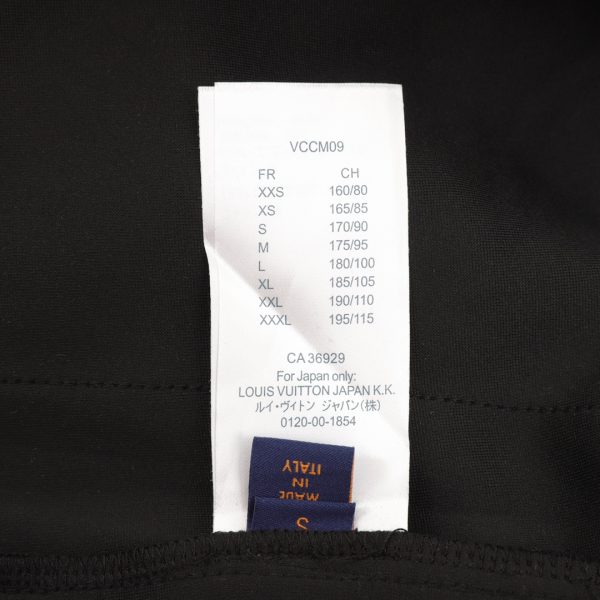 VCCM09
FR CH
XXS 160/80
XS 165/85
S 170/90
M 175/95
L 180/100
XL 185/105
XXL 190/110
XXXL 195/115
CA 36929
For Japan only:
LOUIS VUITTON JAPAN K.K.
ルイ・ヴィトン ジャパン(株)
0120-00-1854
MADE
IN
ITALY
S